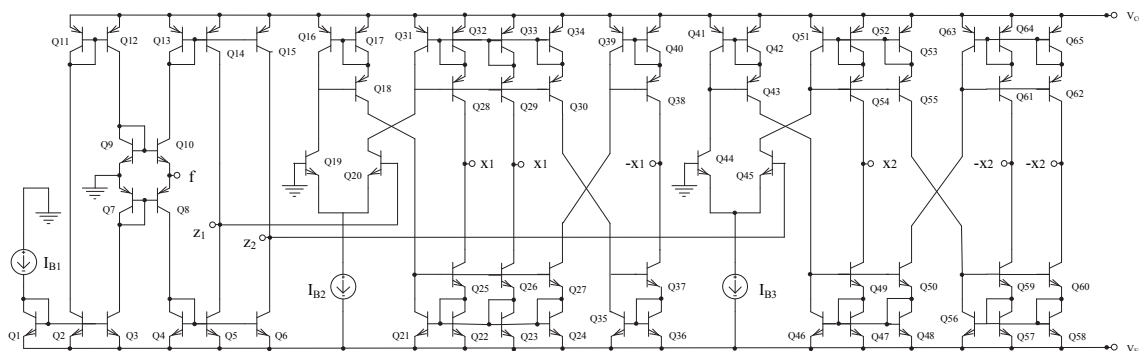 Q11 Q12 Q13 Q14 Q15 Q16 Q17 Q31 Q32 Q33 Q34 Q39 Q40 Q41 Q42 Q51 Q52 Q53 Q63 Q64 Q65
Q18 Q28 Q29 Q30 Q38 Q43 Q54 Q55 Q61 Q62
Q9 Q10 Q19 Q20 x1 x1 -x1 Q44 Q45 x2 -x2 -x2
f
Q7 Q8
z1
z2
IB1 IB2 IB3
Q25 Q26 Q27 Q37 Q49 Q50 Q59 Q60
Q1 Q2 Q3 Q4 Q5 Q6 Q21 Q22 Q23 Q24 Q35 Q36 Q46 Q47 Q48 Q56 Q57 Q58